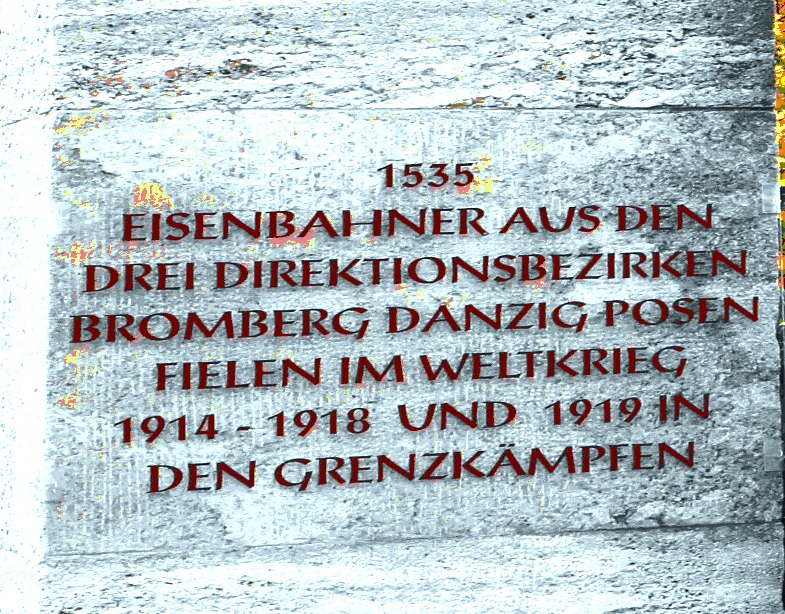 1535
EISENBAHNER AUS DEN
DREI DIREKTIONSBEZIRKEN
BROMBERG DANZIG POSEN
FIELEN IM WELTKRIEG
1914 - 1918 UND 1919 IN
DEN GRENZKÄMPFEN